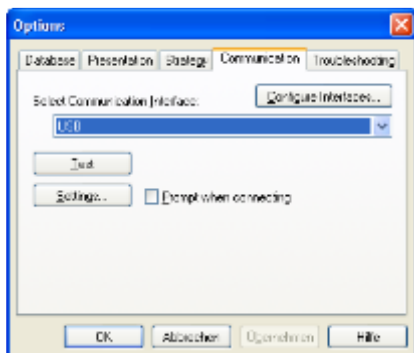 Options
Database Presentation Strategy Communication Troubleshooting
Select Communication Interface: Configure Interfaces...
USB
Test
Settings... Prompt when connecting
OK Abbrechen Übernehmen Hilfe